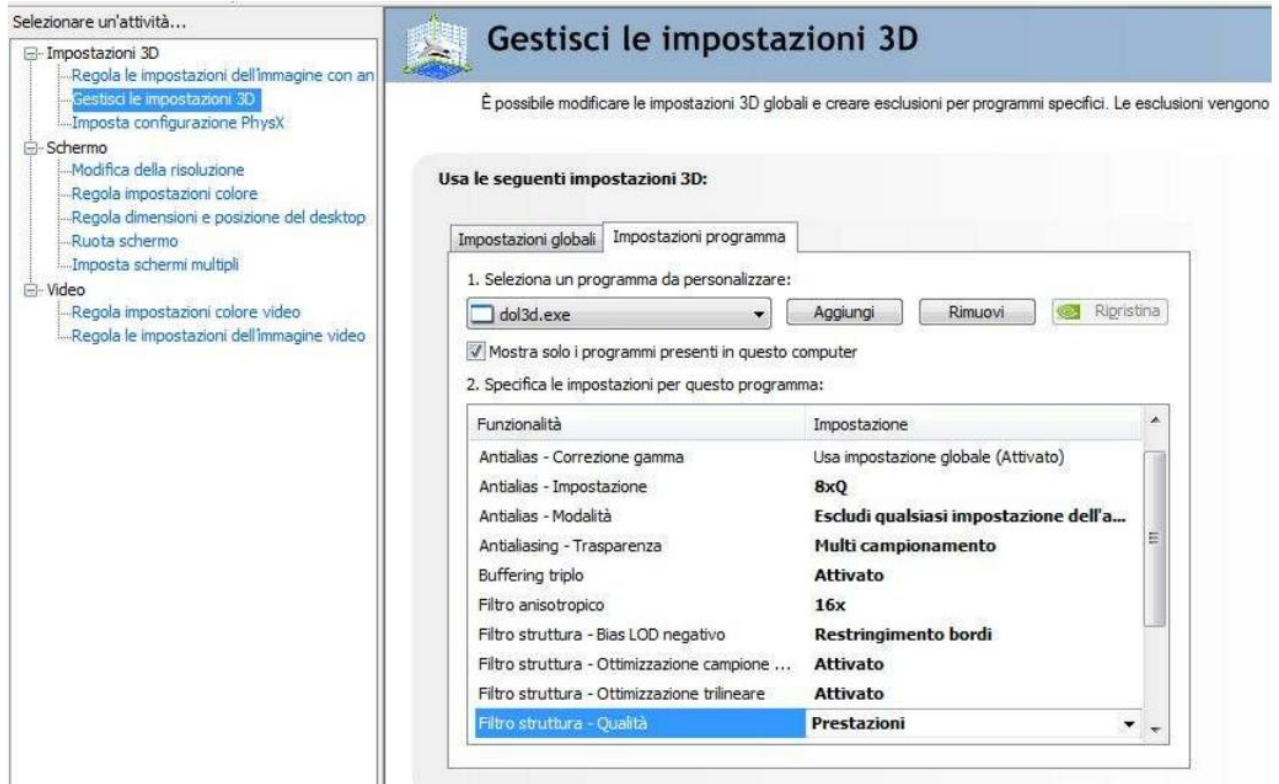 Selezionare un'attività...
Impostazioni 3D
Regola le impostazioni dell'immagine con an
Gestisci le impostazioni 3D
Imposta configurazione PhysX
Schermo
Modifica della risoluzione
Regola impostazioni colore
Regola dimensioni e posizione del desktop
Ruota schermo
Imposta schermi multipli
Video
Regola impostazioni colore video
Regola le impostazioni dell'immagine video
Gestisci le impostazioni 3D
È possibile modificare le impostazioni 3D globali e creare esclusioni per programmi specifici. Le esclusioni vengono
Usa le seguenti impostazioni 3D:
Impostazioni globali Impostazioni programma
1. Seleziona un programma da personalizzare:
dol3d.exe Aggiungi Rimuovi Ripristina
Mostra solo i programmi presenti in questo computer
2. Specifica le impostazioni per questo programma:
Funzionalità Impostazione
Antialias - Correzione gamma Usa impostazione globale (Attivato)
Antialias - Impostazione 8xQ
Antialias - Modalità Escludi qualsiasi impostazione dell'a...
Antialiasing - Trasparenza Multi campionamento
Buffering triplo Attivato
Filtro anisotropico 16x
Filtro struttura - Bias LOD negativo Restringimento bordi
Filtro struttura - Ottimizzazione campione ... Attivato
Filtro struttura - Ottimizzazione trilineare Attivato
Filtro struttura - Qualità Prestazioni